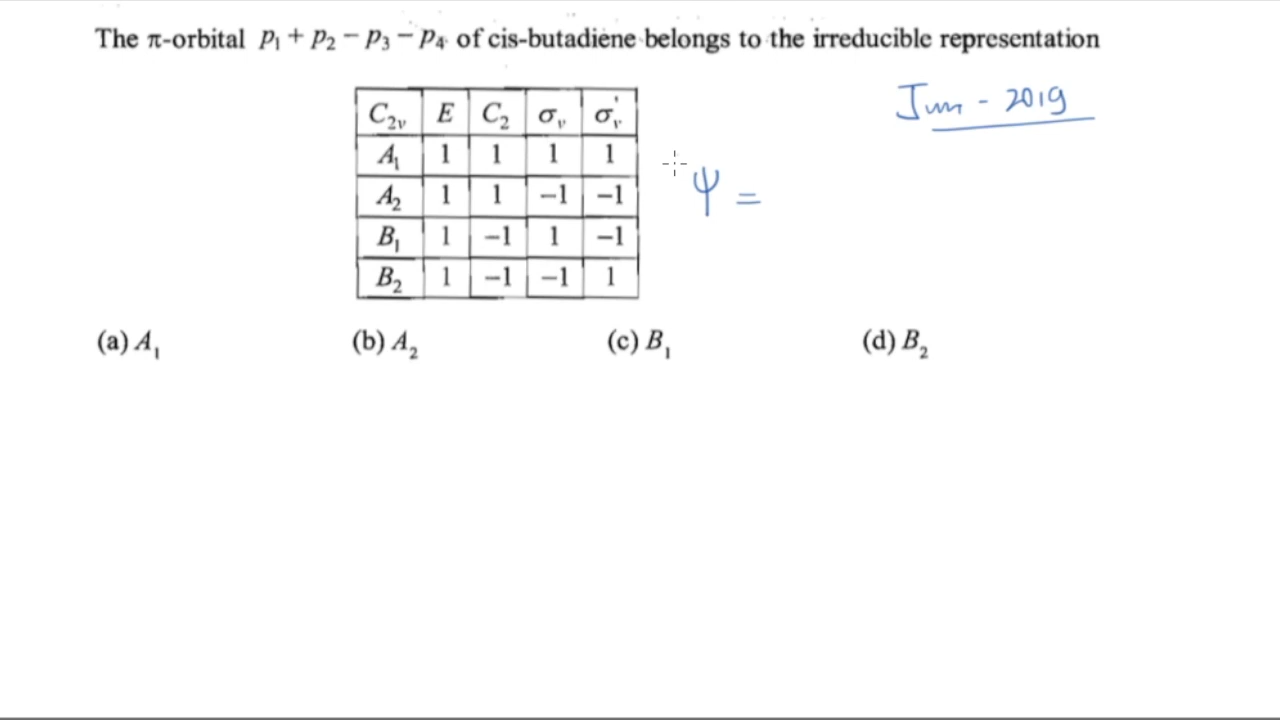 The π-orbital p₁ + p₂ − p₃ − p₄ of cis-butadiene belongs to the irreducible representation
Jun - 2019
C₂ᵥ E C₂ σᵥ σᵥ'
A₁ 1 1 1 1
A₂ 1 1 −1 −1
ψ =
B₁ 1 −1 1 −1
B₂ 1 −1 −1 1
(a) A₁ (b) A₂ (c) B₁ (d) B₂